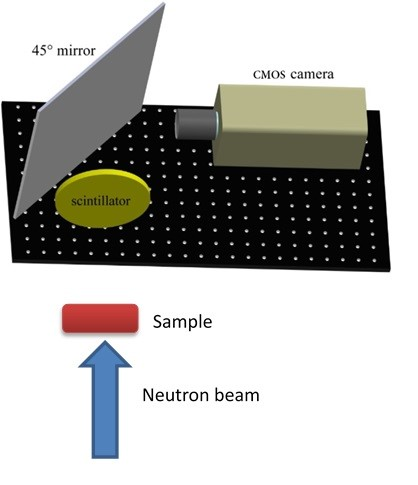 45° mirror
CMOS camera
scintillator
Sample
Neutron beam